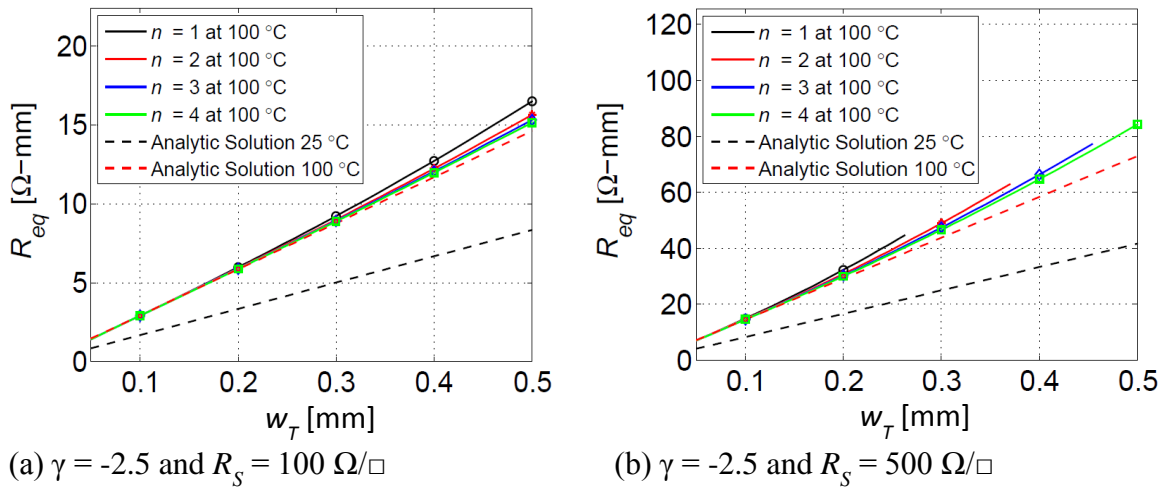 n = 1 at 100 °C
n = 2 at 100 °C
n = 3 at 100 °C
n = 4 at 100 °C
Analytic Solution 25 °C
Analytic Solution 100 °C
20
15
10
5
0
R_eq [Ω−mm]
0.1 0.2 0.3 0.4 0.5
w_T [mm]
(a) γ = -2.5 and R_S = 100 Ω/□
n = 1 at 100 °C
n = 2 at 100 °C
n = 3 at 100 °C
n = 4 at 100 °C
Analytic Solution 25 °C
Analytic Solution 100 °C
120
100
80
60
40
20
0
R_eq [Ω−mm]
0.1 0.2 0.3 0.4 0.5
w_T [mm]
(b) γ = -2.5 and R_S = 500 Ω/□